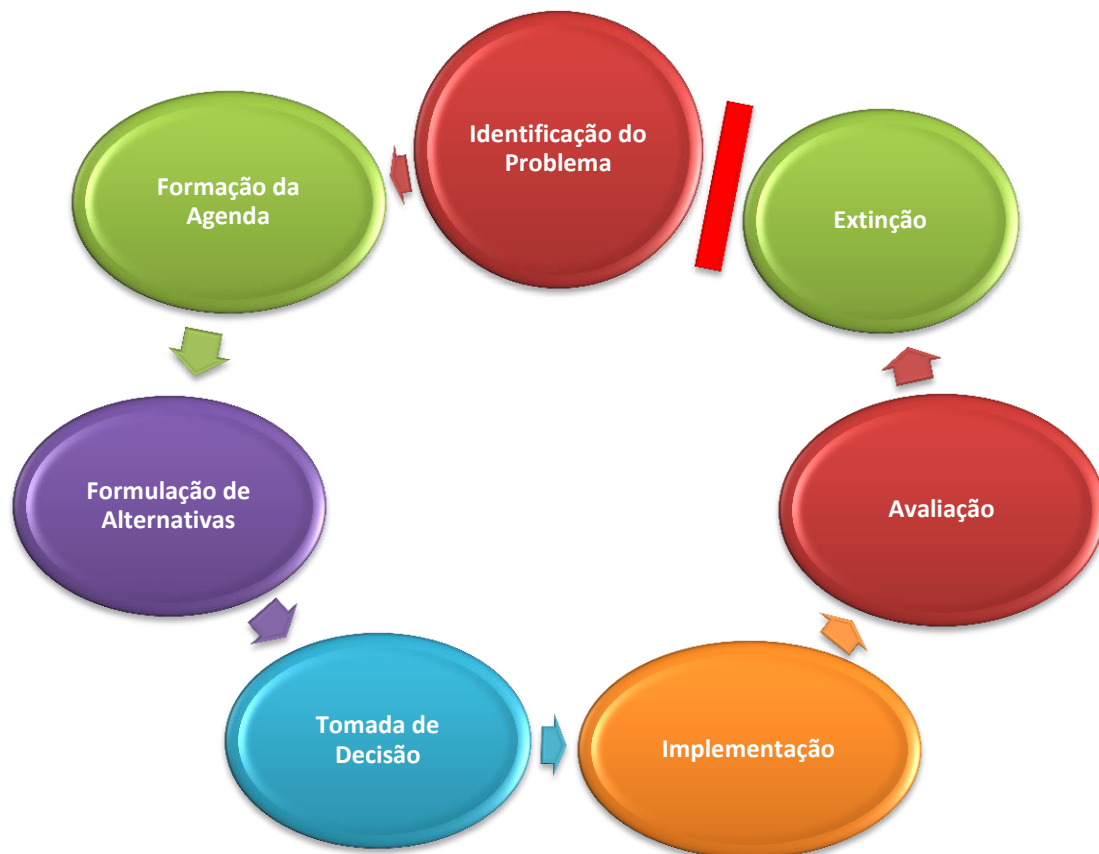 Identificação do
Problema
Formação da
Agenda
Formulação de
Alternativas
Tomada de
Decisão
Implementação
Avaliação
Extinção